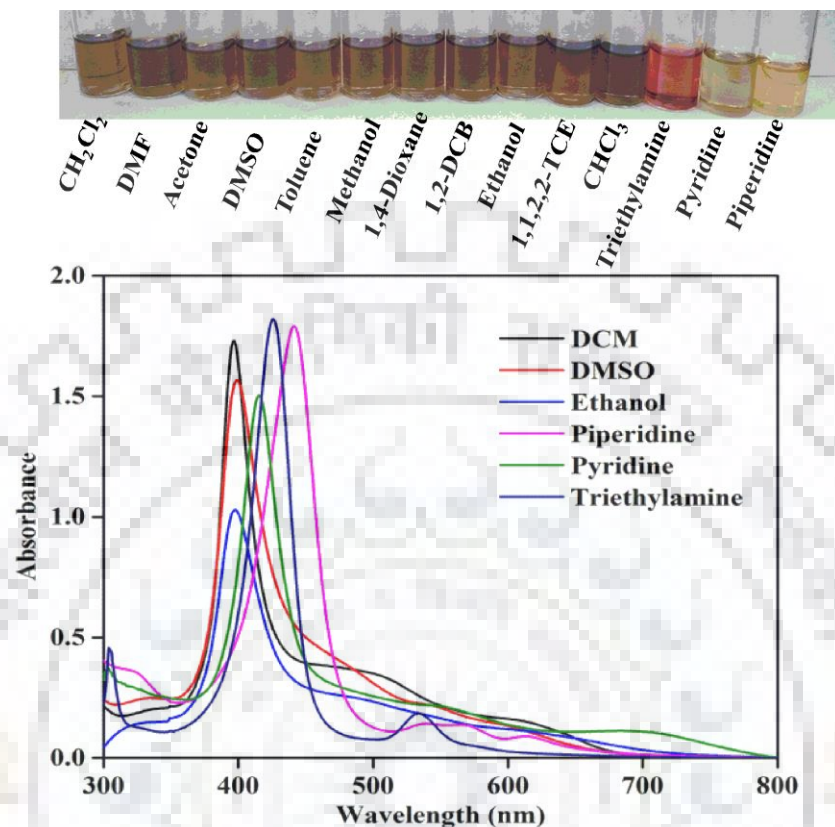 CH2Cl2
DMF
Acetone
DMSO
Toluene
Methanol
1,4-Dioxane
1,2-DCB
Ethanol
1,1,2,2-TCE
CHCl3
Triethylamine
Pyridine
Piperidine
2.0
1.5
1.0
0.5
0.0
Absorbance
DCM
DMSO
Ethanol
Piperidine
Pyridine
Triethylamine
300 400 500 600 700 800
Wavelength (nm)